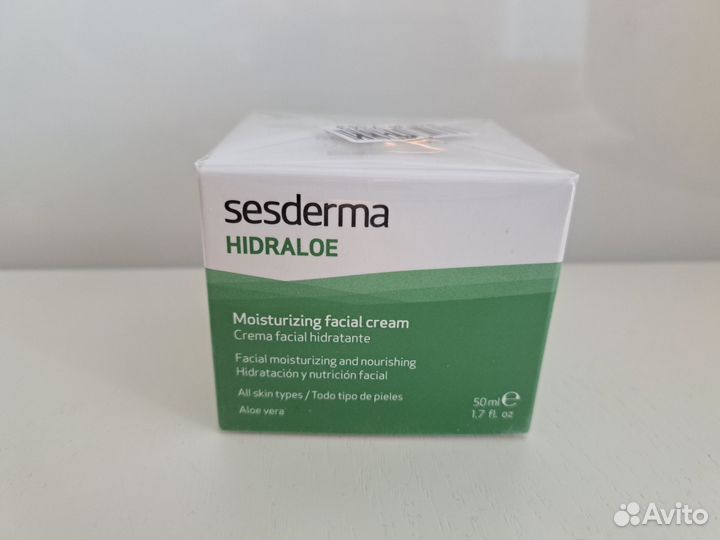 sesderma
HIDRALOE
Moisturizing facial cream
Crema facial hidratante
Facial moisturizing and nourishing
Hidratación y nutrición facial
All skin types / Todo tipo de pieles
Aloe vera
50 ml ℮
1.7 fl. oz
Avito